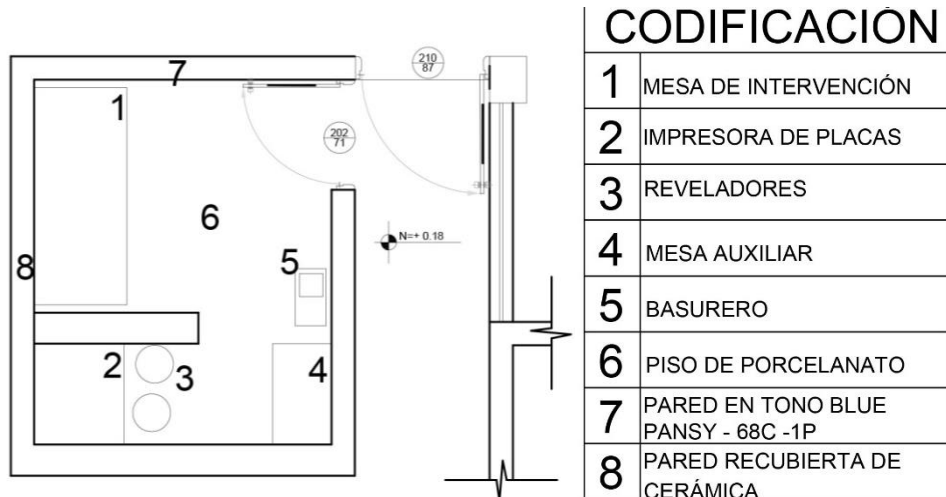 CODIFICACIÓN
1 MESA DE INTERVENCIÓN
2 IMPRESORA DE PLACAS
3 REVELADORES
4 MESA AUXILIAR
5 BASURERO
6 PISO DE PORCELANATO
7 PARED EN TONO BLUE
PANSY - 68C -1P
8 PARED RECUBIERTA DE
CERÁMICA
210
87
7
1
202
71
6
N=+ 0.18
8
5
2
3
4